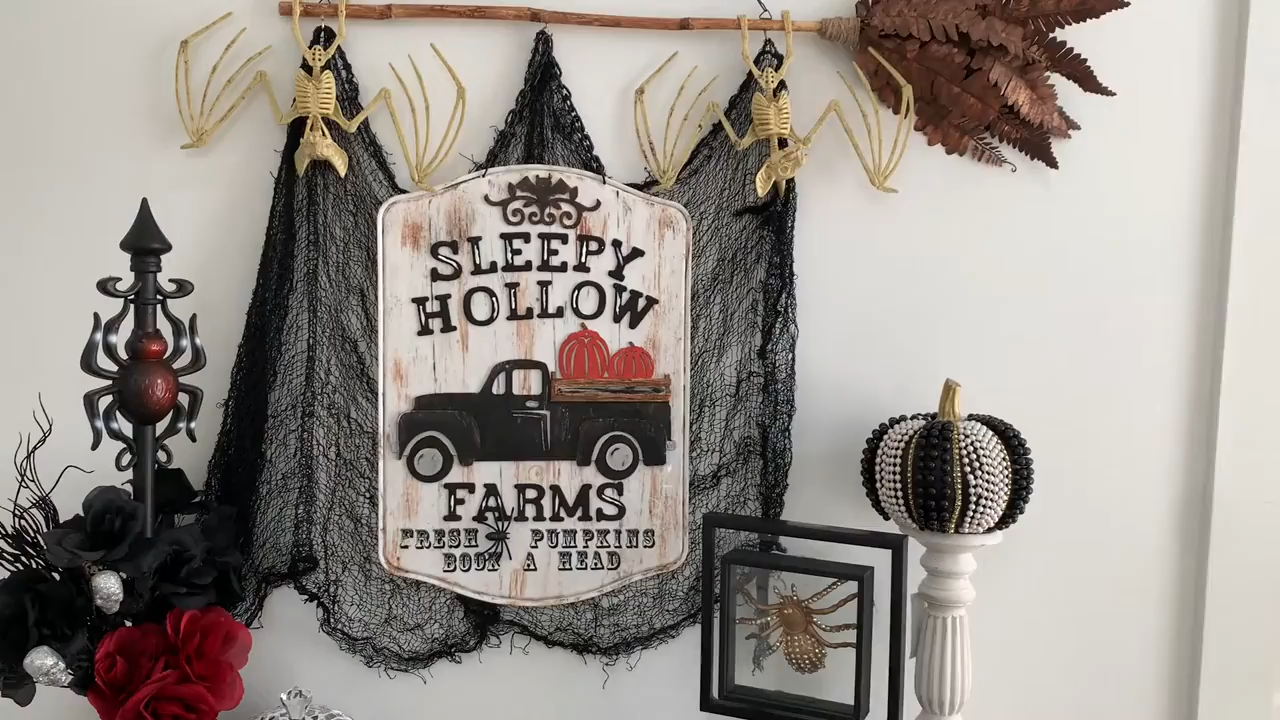 SLEEPY
HOLLOW
FARMS
FRESH PUMPKINS
BOOK A HEAD